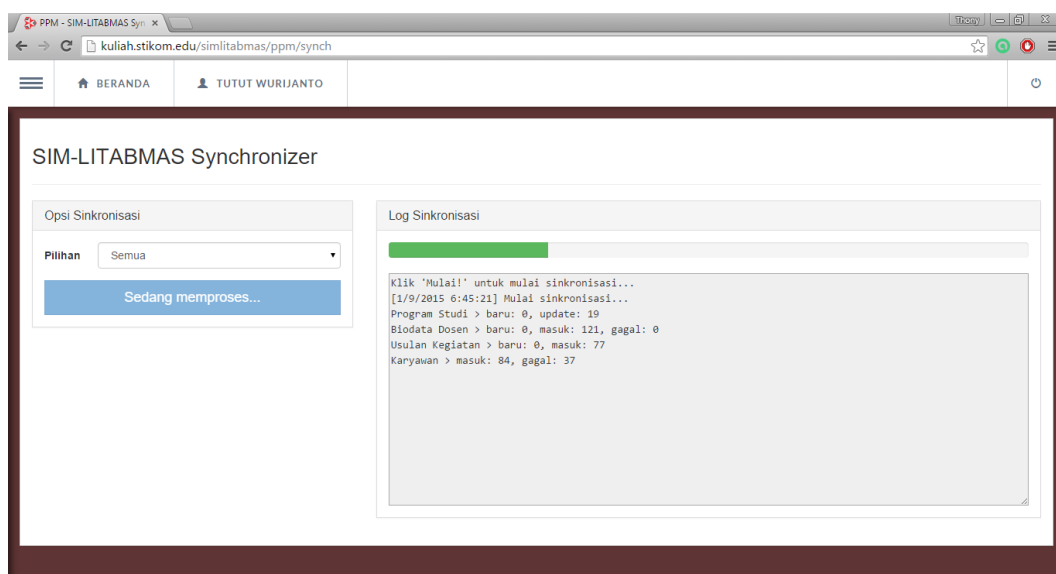 PPM - SIM-LITABMAS Syn
Thony
kuliah.stikom.edu/simlitabmas/ppm/synch
BERANDA
TUTUT WURIJANTO
SIM-LITABMAS Synchronizer
Opsi Sinkronisasi
Pilihan
Semua
Sedang memproses...
Log Sinkronisasi
Klik 'Mulai!' untuk mulai sinkronisasi...
[1/9/2015 6:45:21] Mulai sinkronisasi...
Program Studi > baru: 0, update: 19
Biodata Dosen > baru: 0, masuk: 121, gagal: 0
Usulan Kegiatan > baru: 0, masuk: 77
Karyawan > masuk: 84, gagal: 37